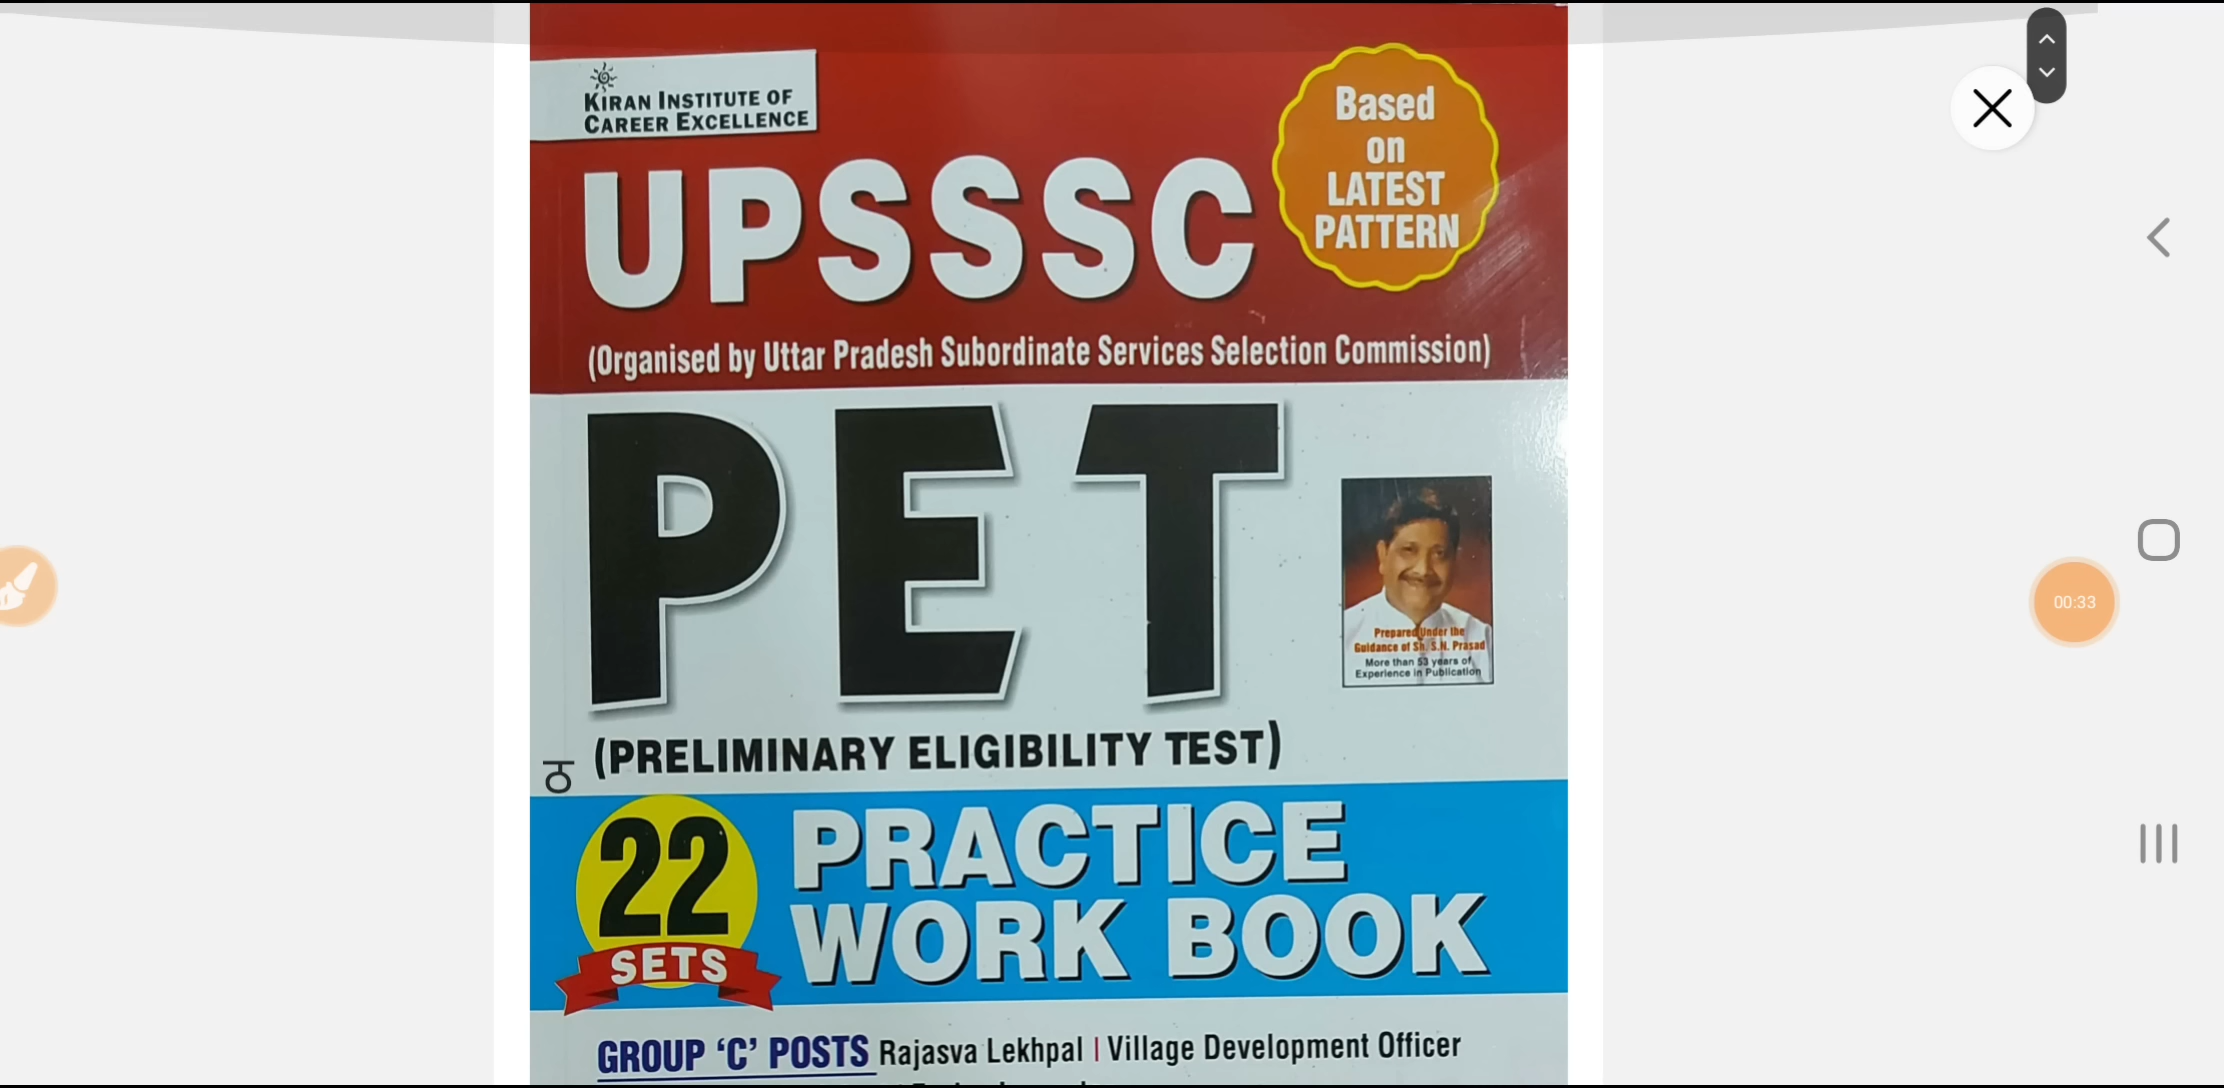 KIRAN INSTITUTE OF
CAREER EXCELLENCE
Based
on
LATEST
PATTERN
UPSSSC
(Organised by Uttar Pradesh Subordinate Services Selection Commission)
PET
Prepared Under the
Guidance of Sh. S.N. Prasad
More than 53 years of
Experience in Publication
(PRELIMINARY ELIGIBILITY TEST)
22
SETS
PRACTICE
WORK BOOK
GROUP ‘C’ POSTS Rajasva Lekhpal | Village Development Officer
00:33